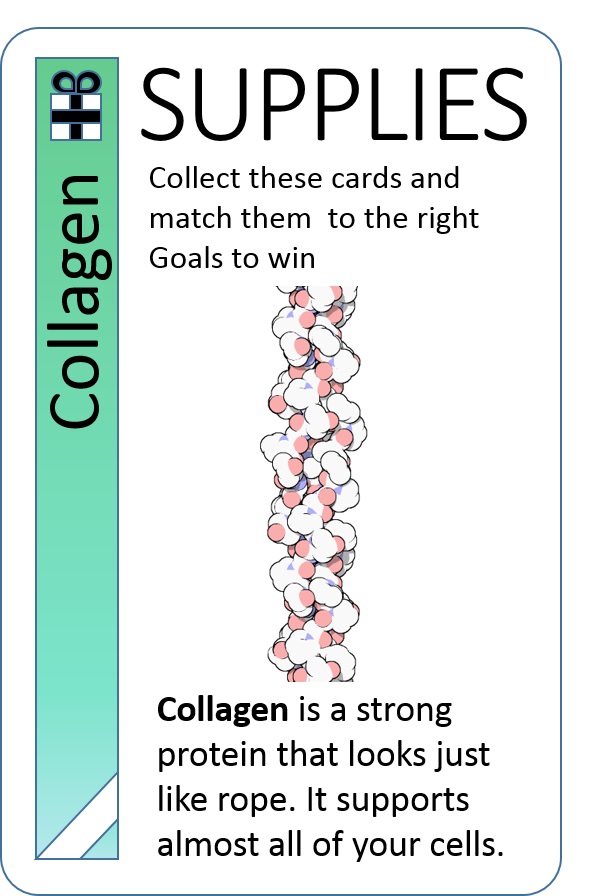 Collagen
SUPPLIES
Collect these cards and
match them  to the right
Goals to win
Collagen is a strong
protein that looks just
like rope. It supports
almost all of your cells.